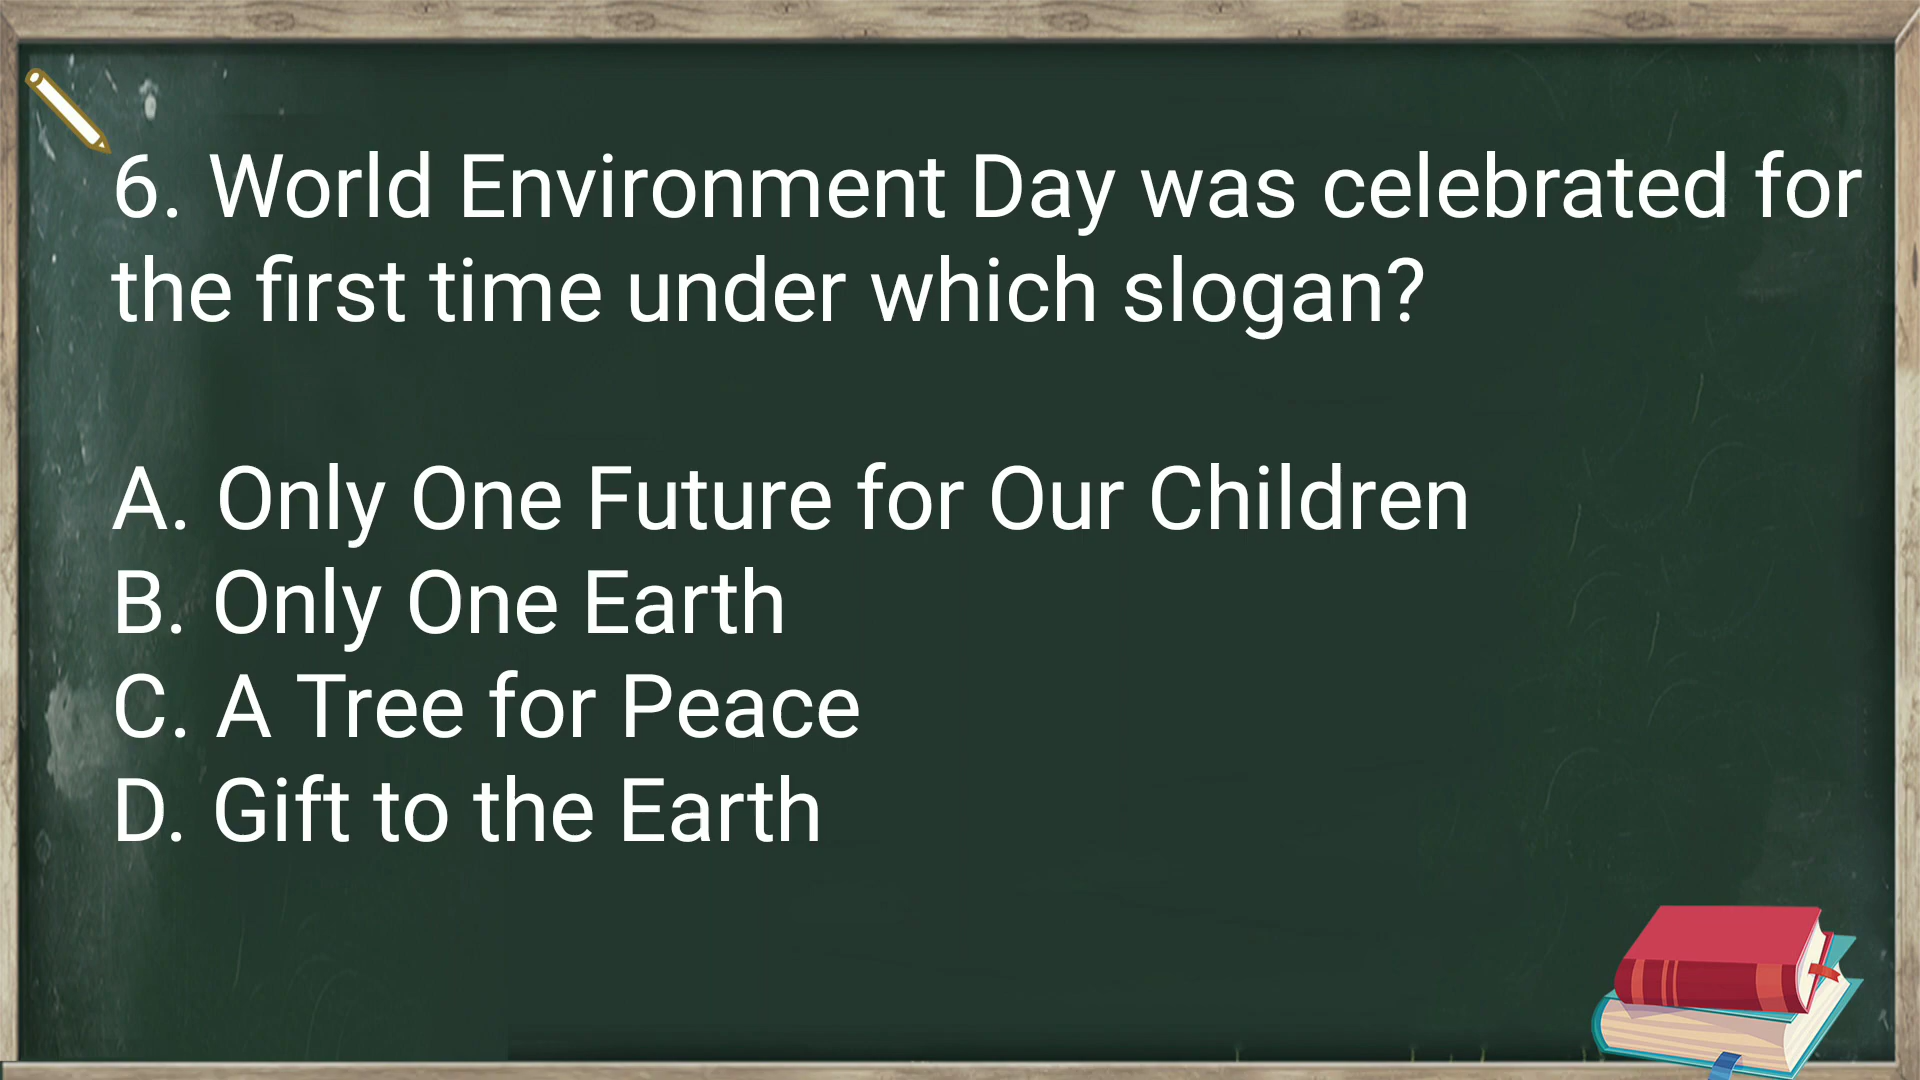 6. World Environment Day was celebrated for
the first time under which slogan?
A. Only One Future for Our Children
B. Only One Earth
C. A Tree for Peace
D. Gift to the Earth